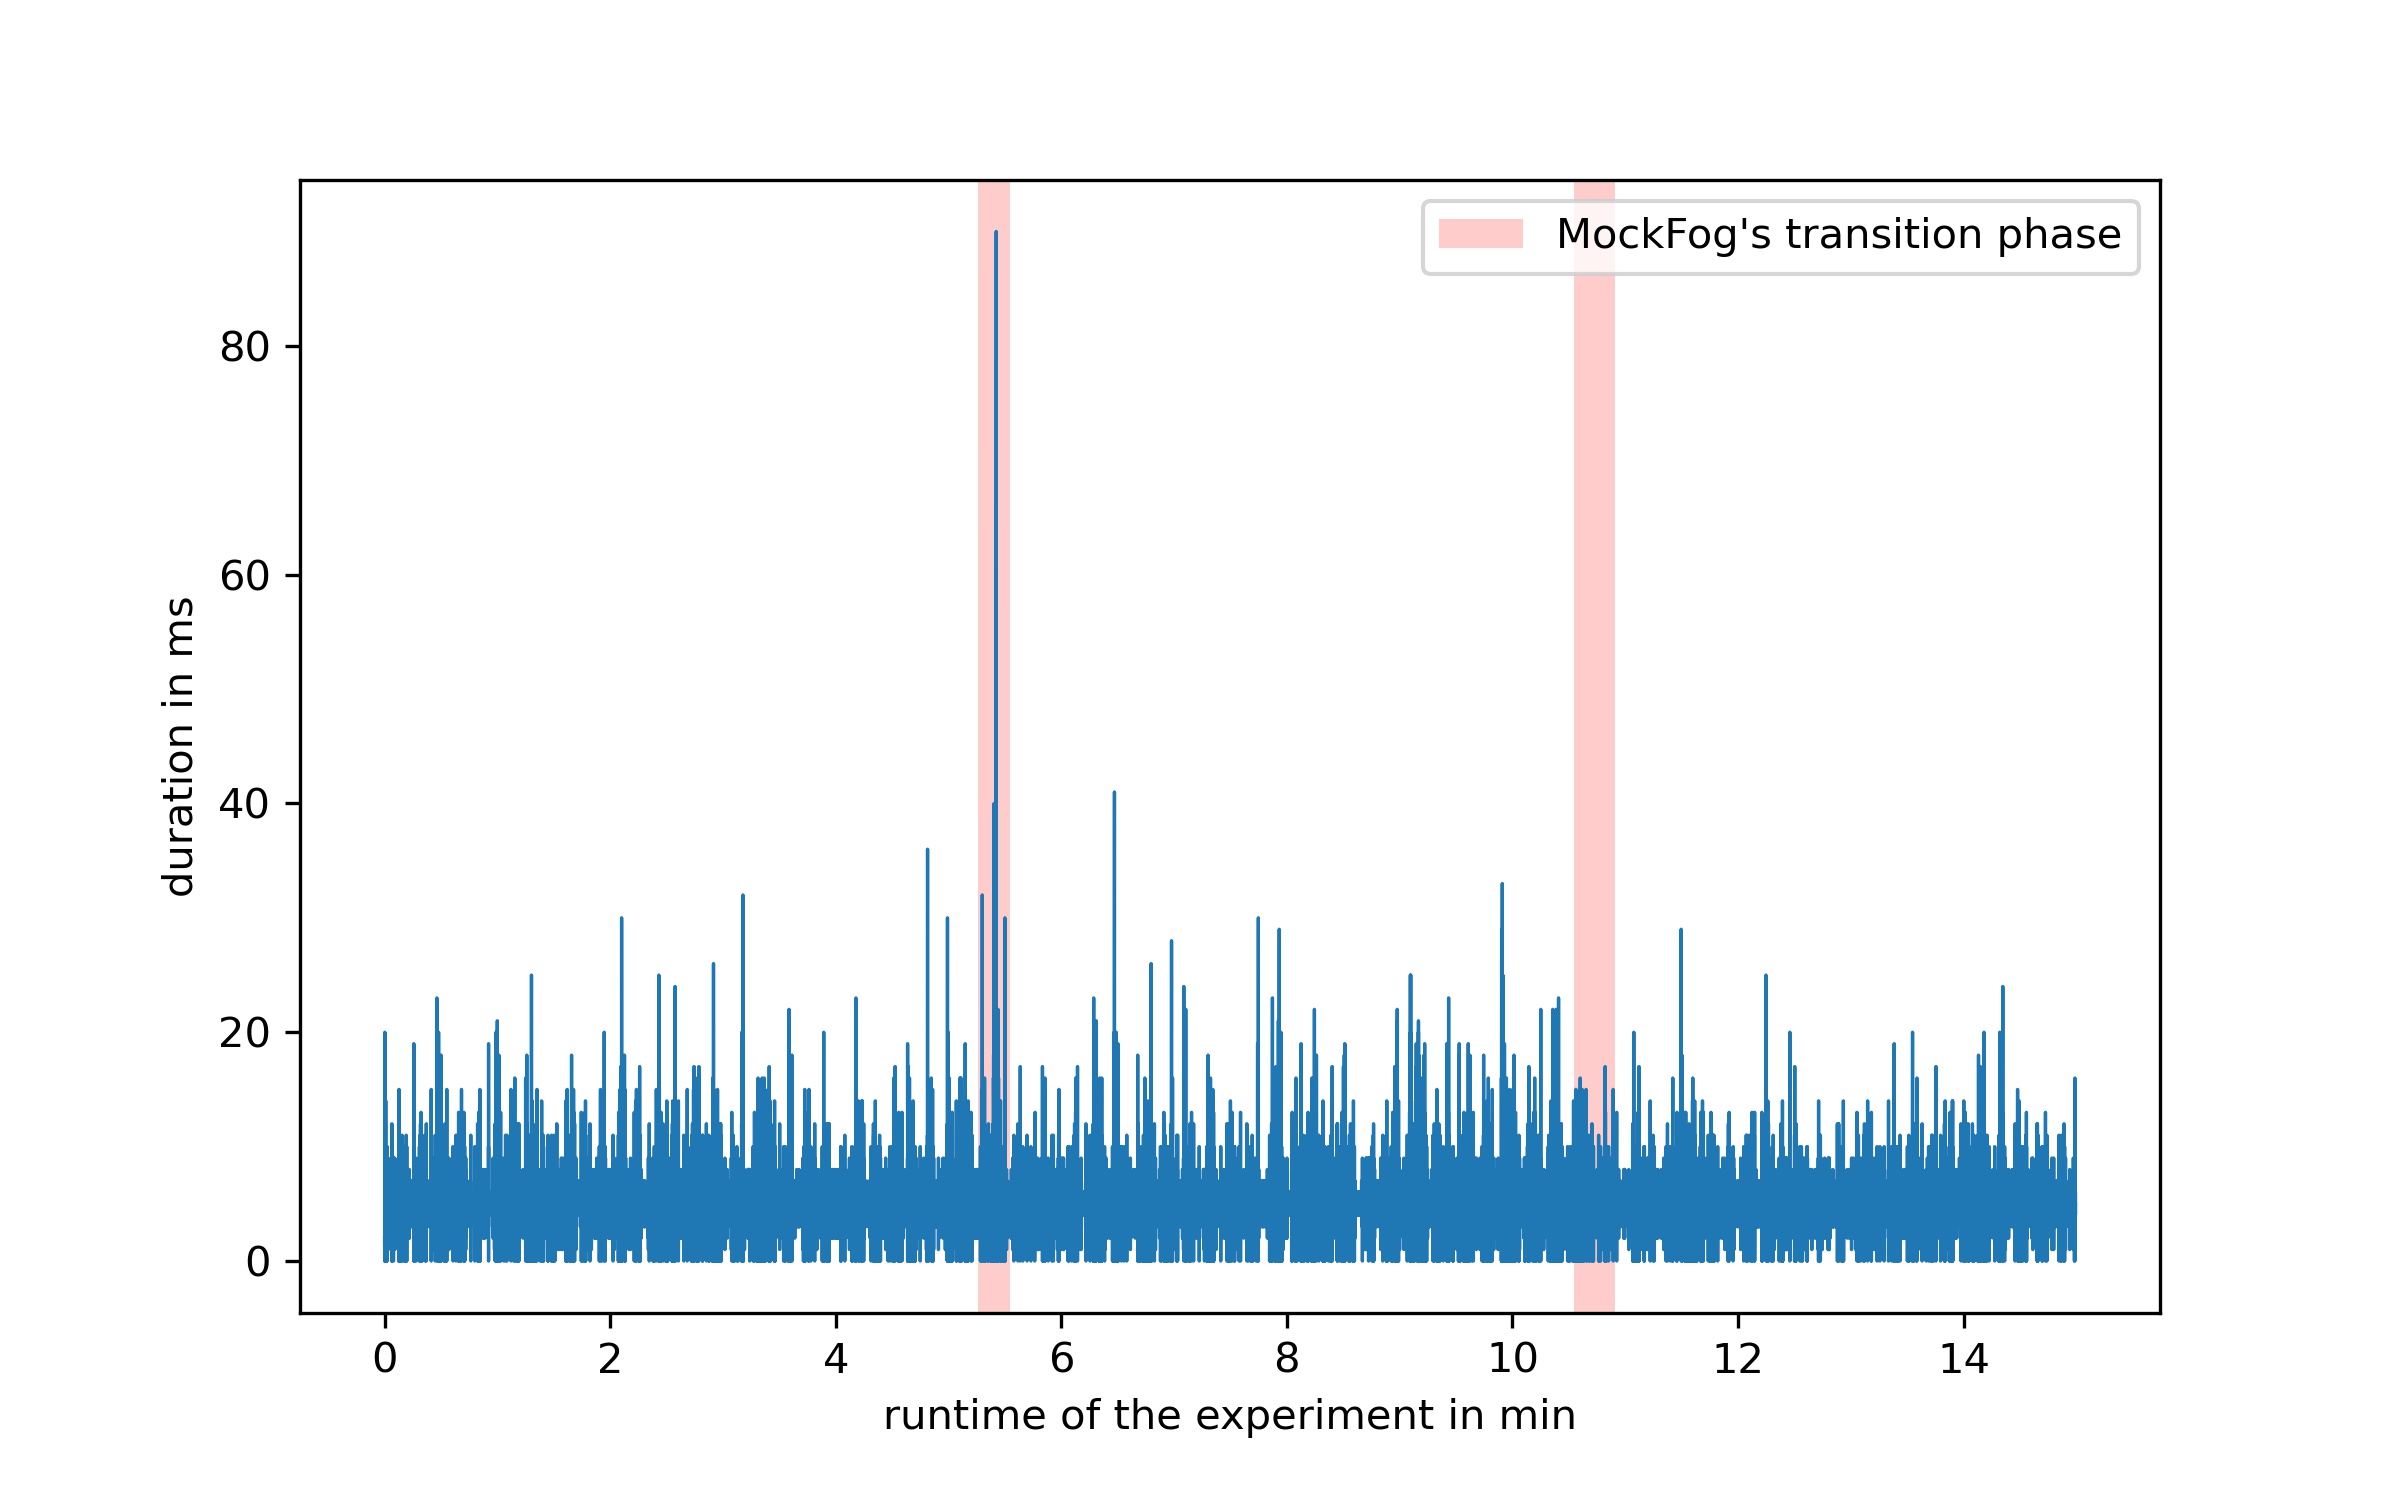 MockFog's transition phase
80
60
40
20
0
duration in ms
0 2 4 6 8 10 12 14
runtime of the experiment in min